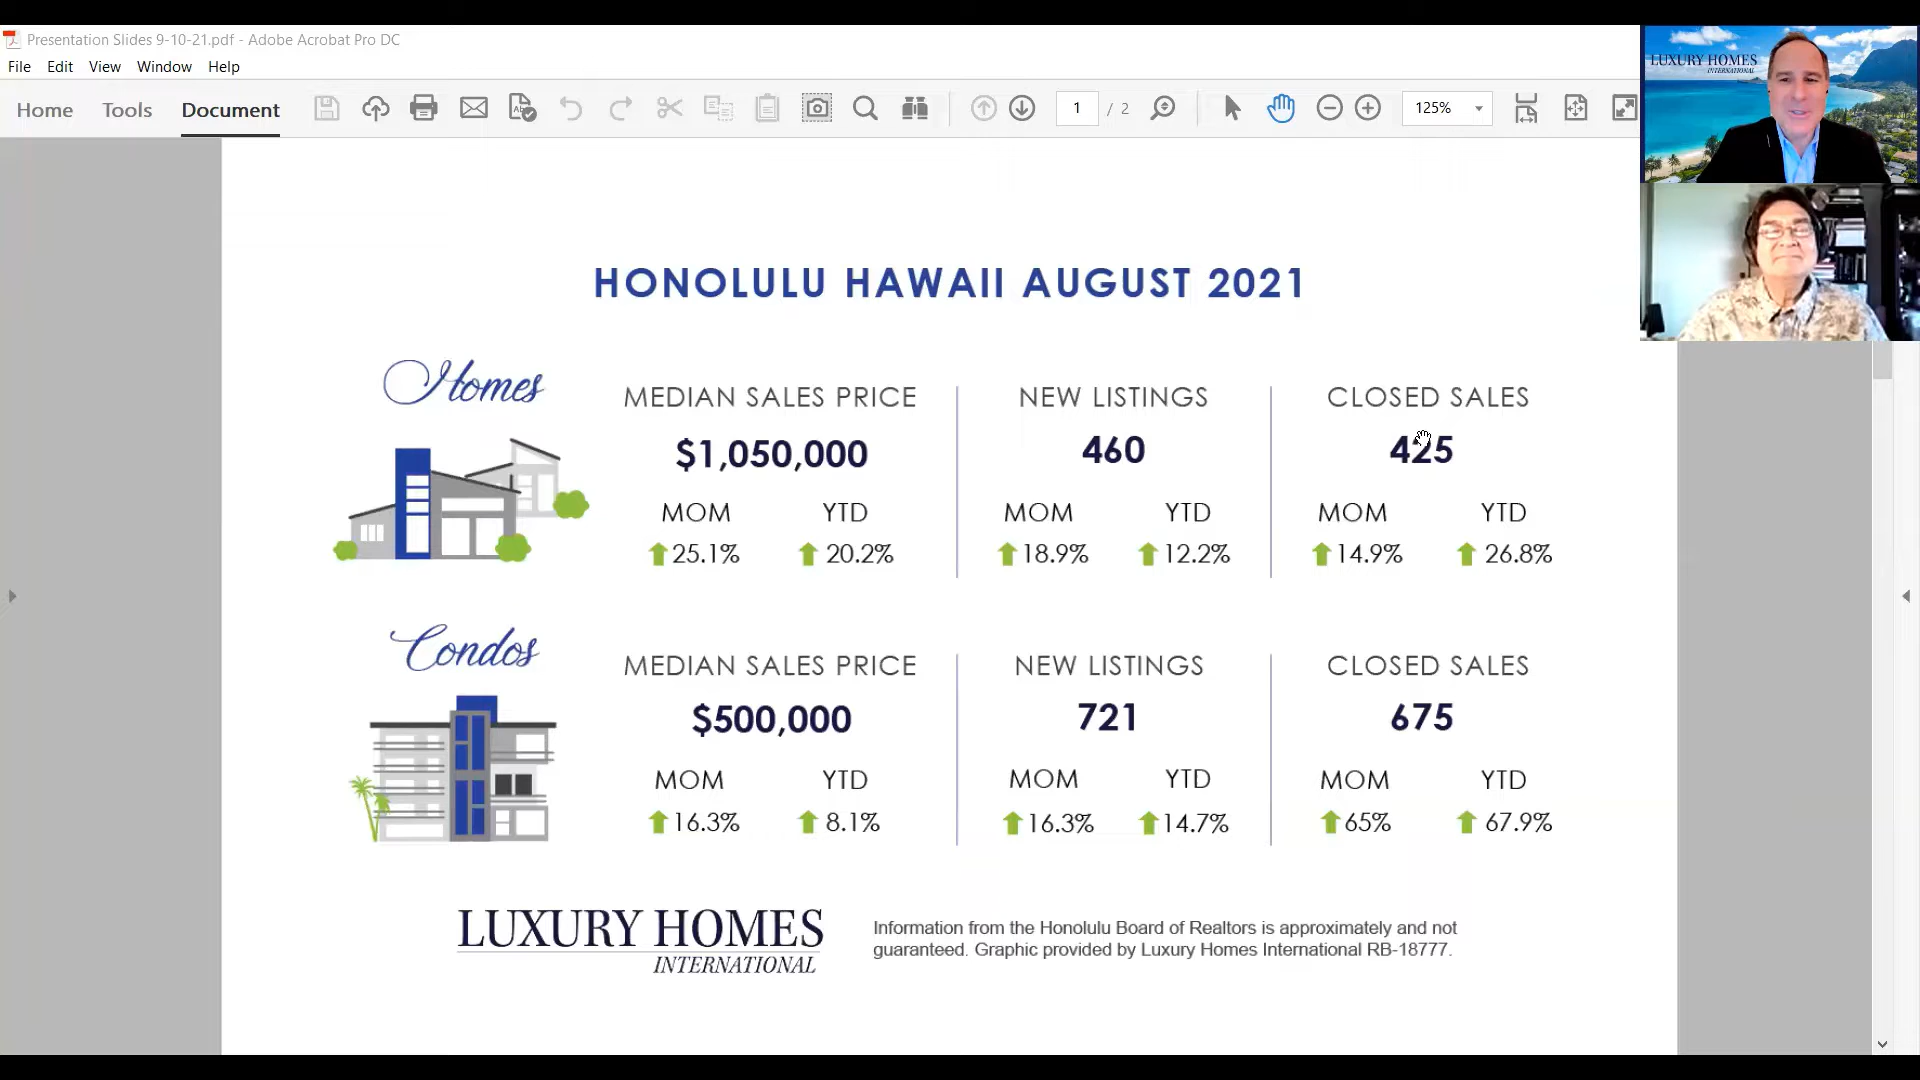 Presentation Slides 9-10-21.pdf - Adobe Acrobat Pro DC
File Edit View Window Help
Home Tools Document 1 / 2 125%
LUXURY HOMES
INTERNATIONAL
HONOLULU HAWAII AUGUST 2021
Homes
MEDIAN SALES PRICE NEW LISTINGS CLOSED SALES
$1,050,000 460 425
MOM YTD MOM YTD MOM YTD
25.1% 20.2% 18.9% 12.2% 14.9% 26.8%
Condos
MEDIAN SALES PRICE NEW LISTINGS CLOSED SALES
$500,000 721 675
MOM YTD MOM YTD MOM YTD
16.3% 8.1% 16.3% 14.7% 65% 67.9%
LUXURY HOMES
INTERNATIONAL
Information from the Honolulu Board of Realtors is approximately and not
guaranteed. Graphic provided by Luxury Homes International RB-18777.